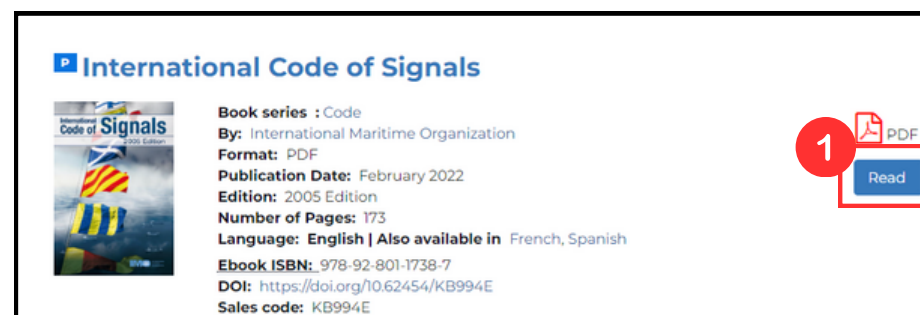 P International Code of Signals
International
Code of Signals
2005 Edition
Book series : Code
By: International Maritime Organization
Format: PDF
Publication Date: February 2022
Edition: 2005 Edition
Number of Pages: 173
Language: English | Also available in French, Spanish
Ebook ISBN: 978-92-801-1738-7
DOI: https://doi.org/10.62454/KB994E
Sales code: KB994E
1
PDF
Read